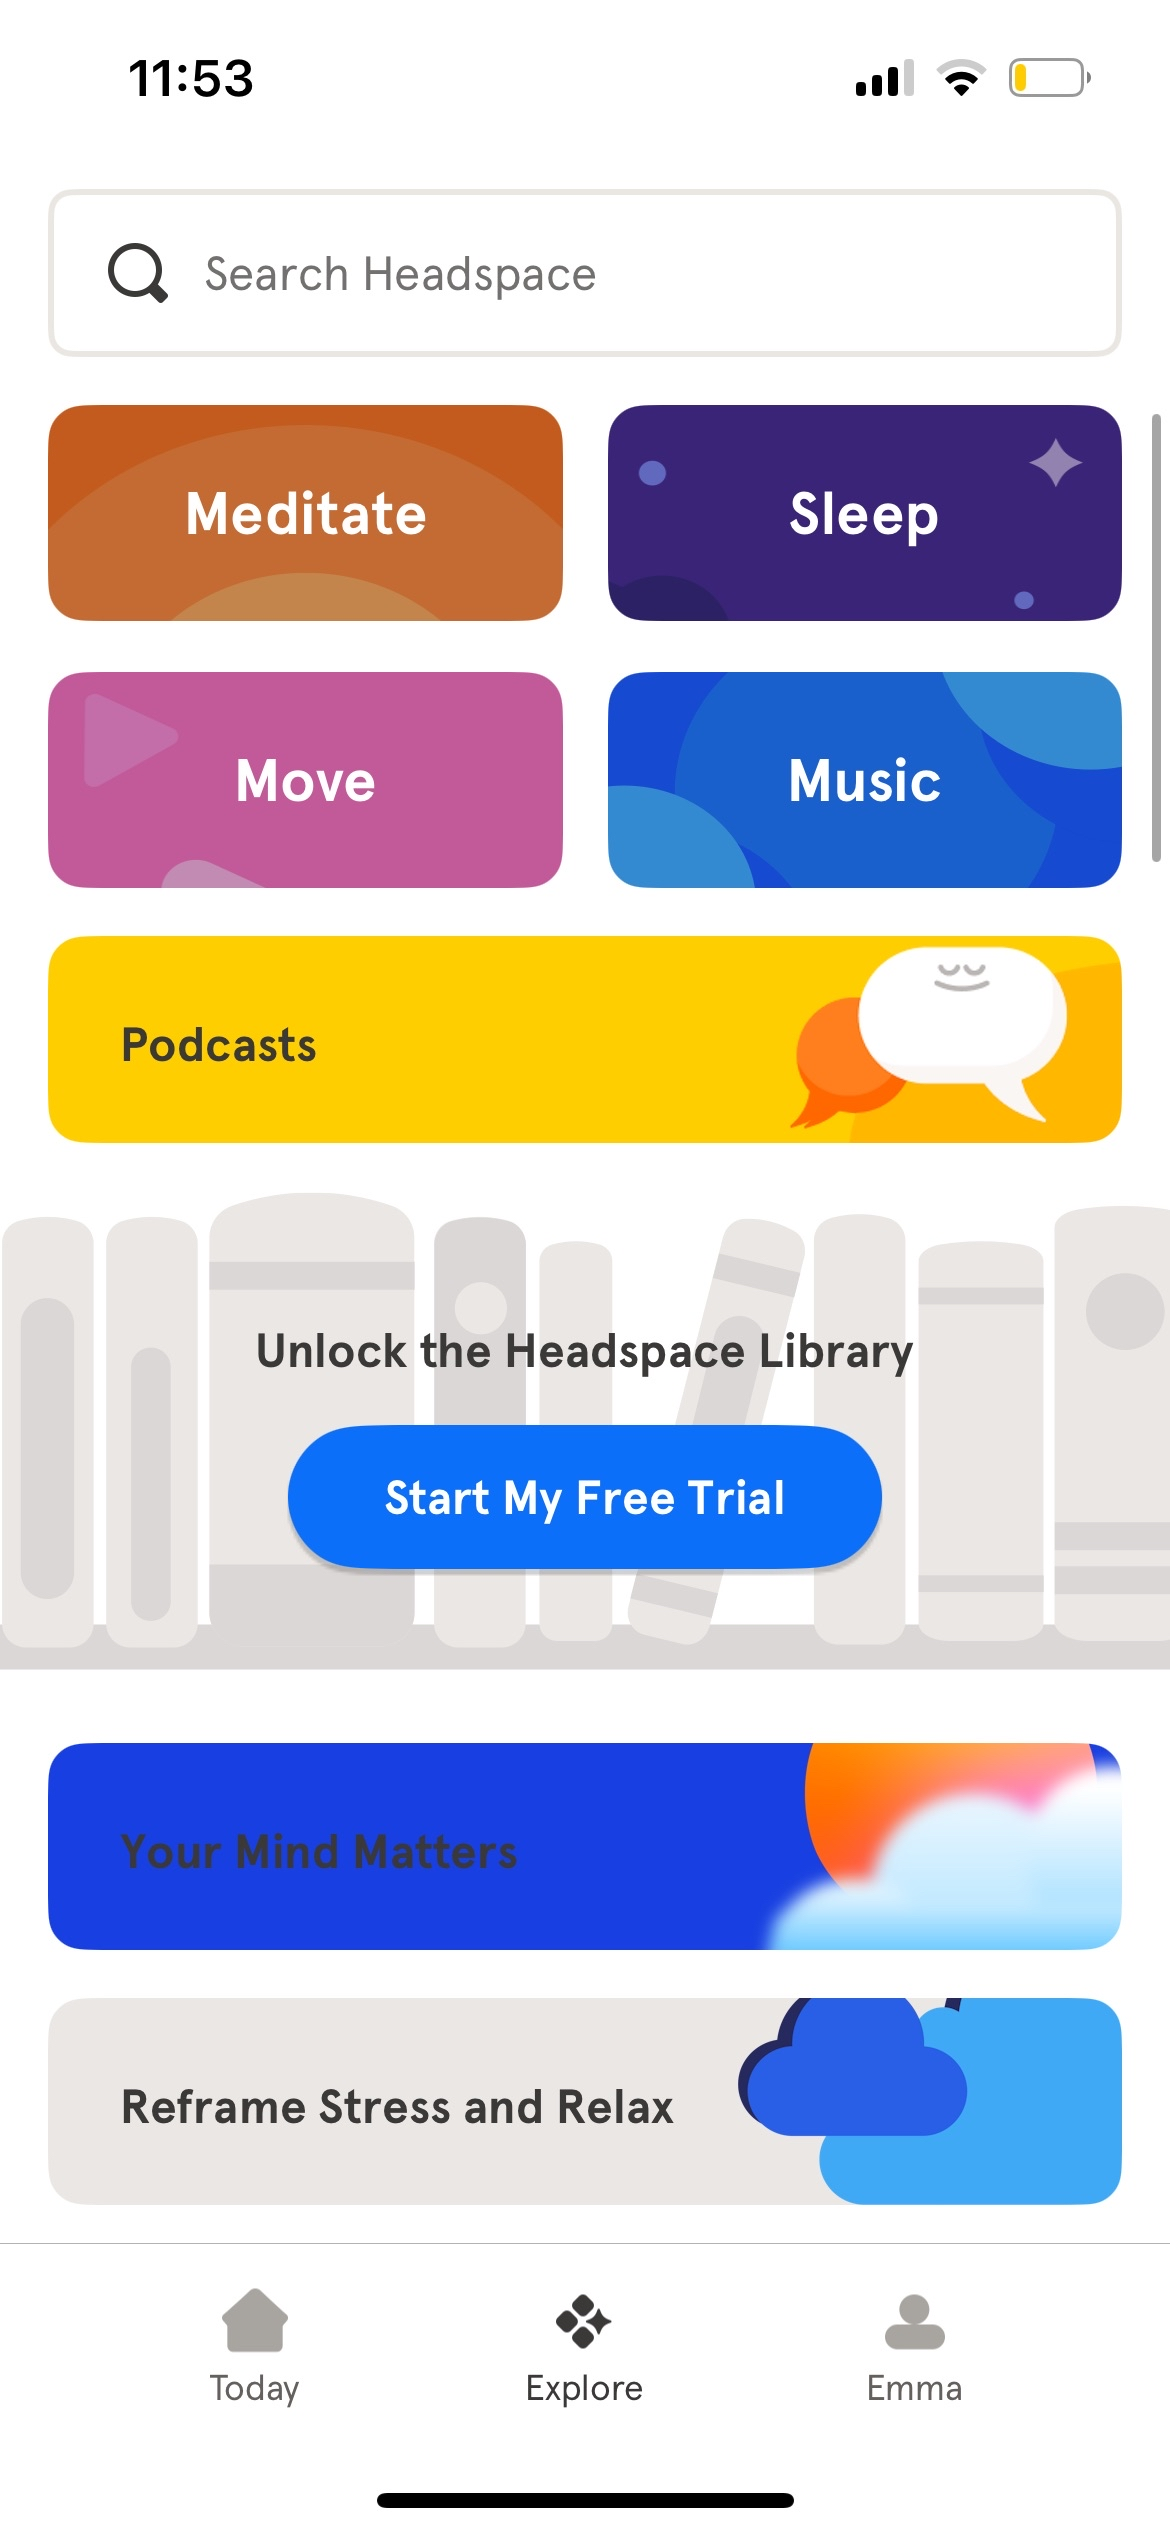 11:53
Search Headspace
Meditate
Sleep
Move
Music
Podcasts
Unlock the Headspace Library
Start My Free Trial
Your Mind Matters
Reframe Stress and Relax
Today
Explore
Emma